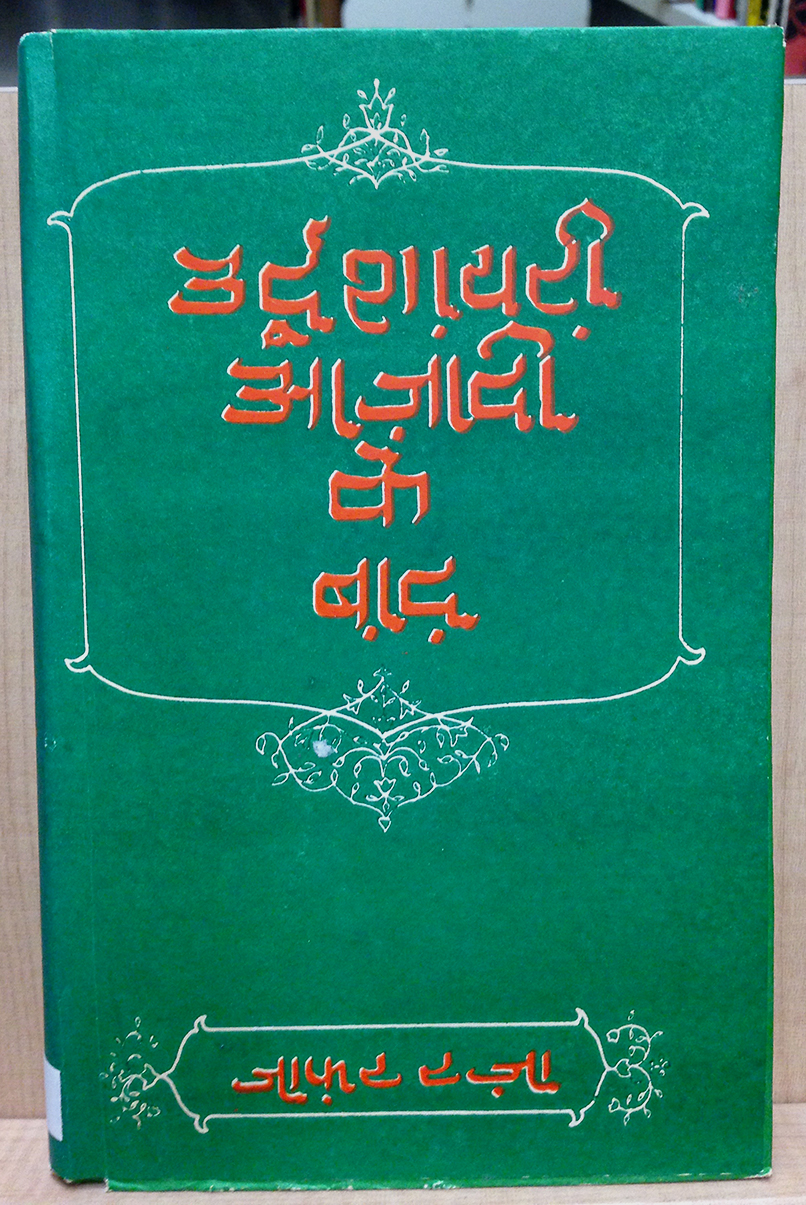 उर्दू शायरी
आज़ादी
के
बाद
जाफ़र रज़ा